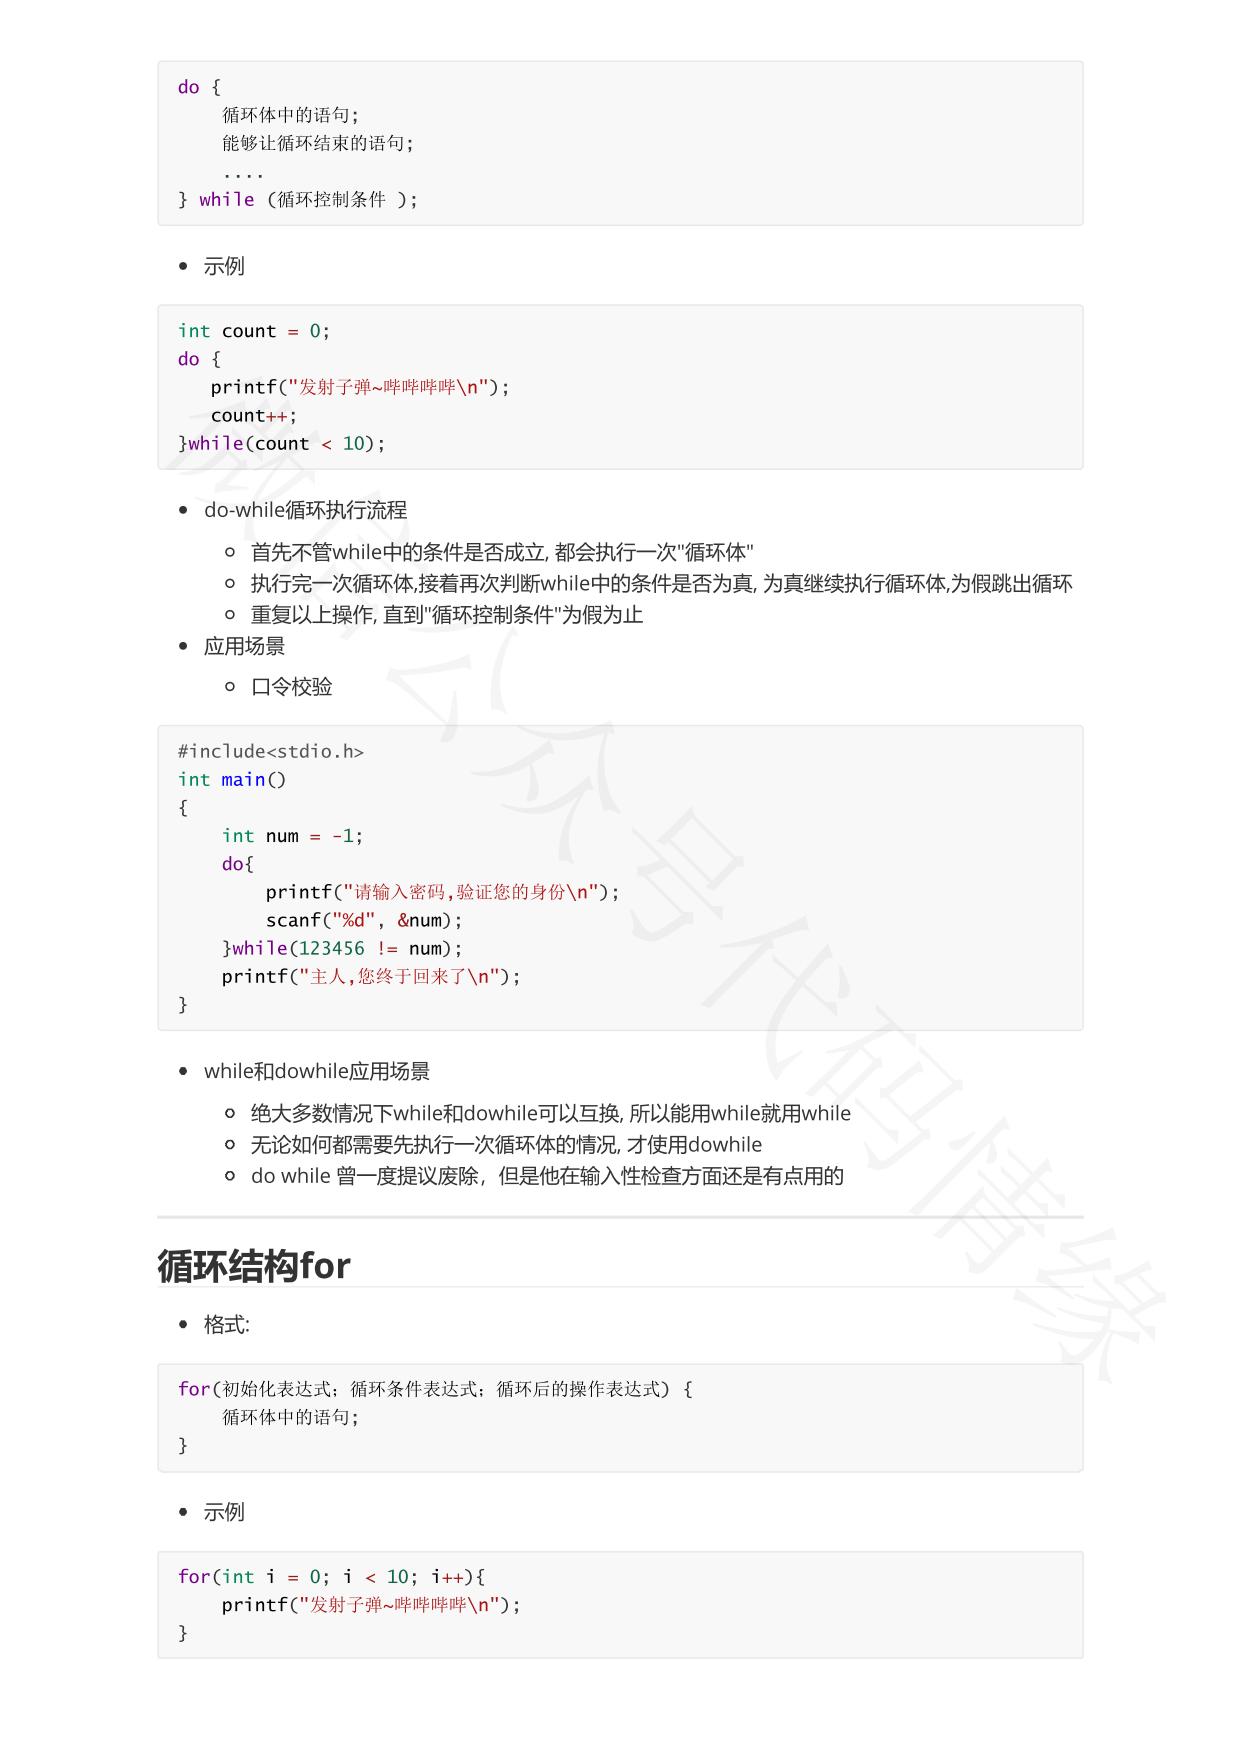 do {
    循环体中的语句;
    能够让循环结束的语句;
    ....
} while (循环控制条件 );
• 示例
int count = 0;
do {
   printf("发射子弹~哔哔哔哔\n");
   count++;
}while(count < 10);
• do-while循环执行流程
◦ 首先不管while中的条件是否成立, 都会执行一次"循环体"
◦ 执行完一次循环体,接着再次判断while中的条件是否为真, 为真继续执行循环体,为假跳出循环
◦ 重复以上操作, 直到"循环控制条件"为假为止
• 应用场景
◦ 口令校验
#include<stdio.h>
int main()
{
    int num = -1;
    do{
        printf("请输入密码,验证您的身份\n");
        scanf("%d", &num);
    }while(123456 != num);
    printf("主人,您终于回来了\n");
}
• while和dowhile应用场景
◦ 绝大多数情况下while和dowhile可以互换, 所以能用while就用while
◦ 无论如何都需要先执行一次循环体的情况, 才使用dowhile
◦ do while 曾一度提议废除，但是他在输入性检查方面还是有点用的
循环结构for
• 格式:
for(初始化表达式；循环条件表达式；循环后的操作表达式) {
    循环体中的语句;
}
• 示例
for(int i = 0; i < 10; i++){
    printf("发射子弹~哔哔哔哔\n");
}
微信公众号代码情缘